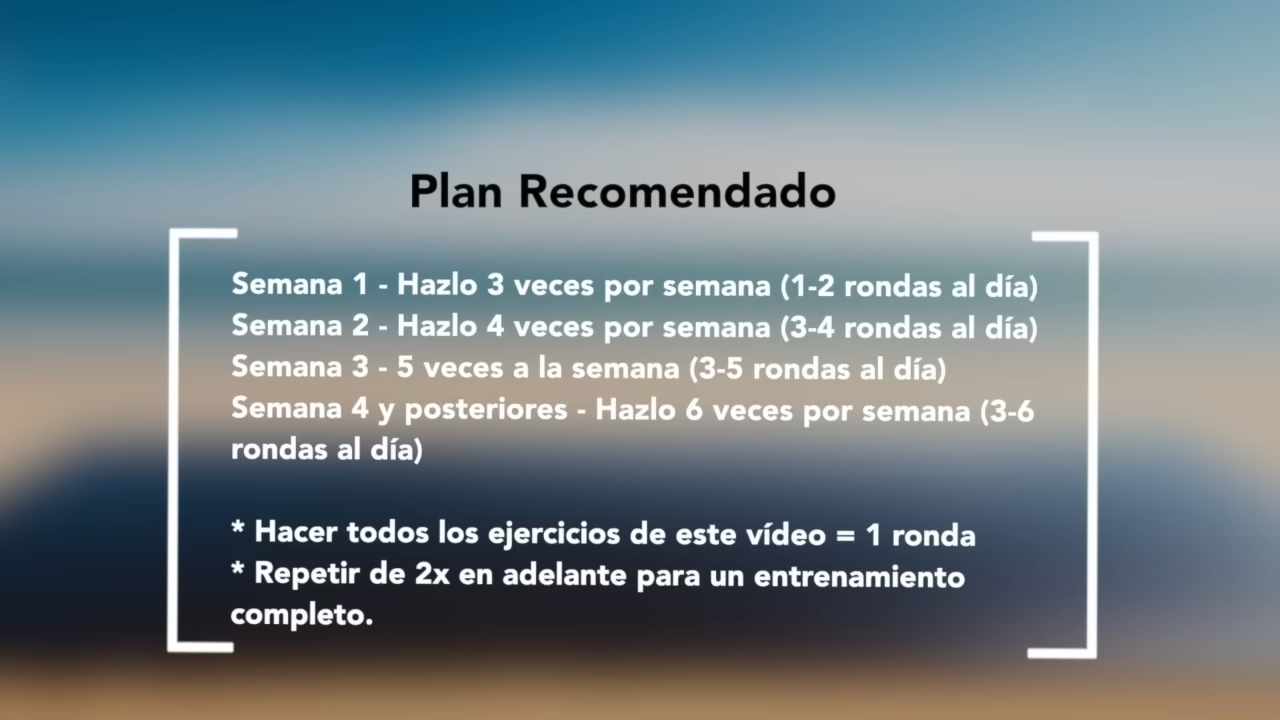 Plan Recomendado
Semana 1 - Hazlo 3 veces por semana (1-2 rondas al día)
Semana 2 - Hazlo 4 veces por semana (3-4 rondas al día)
Semana 3 - 5 veces a la semana (3-5 rondas al día)
Semana 4 y posteriores - Hazlo 6 veces por semana (3-6
rondas al día)
* Hacer todos los ejercicios de este vídeo = 1 ronda
* Repetir de 2x en adelante para un entrenamiento
completo.